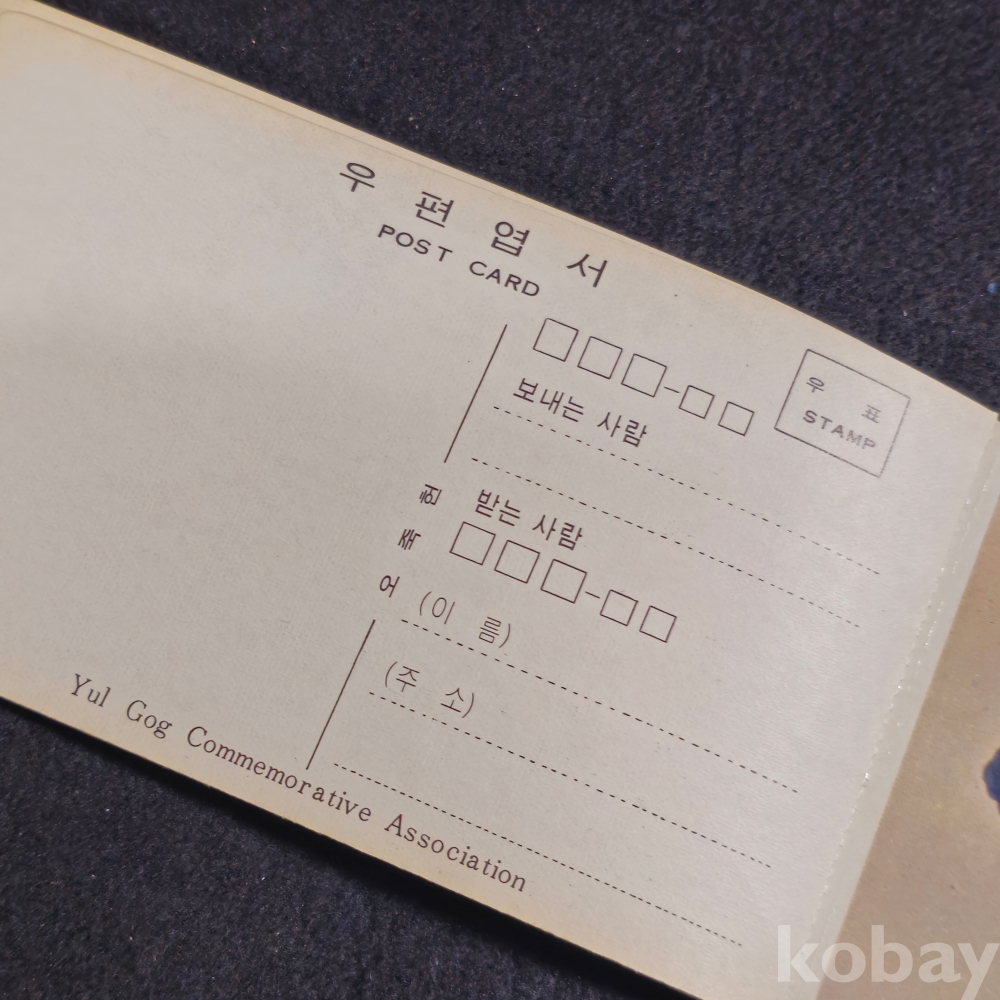 우 편 엽 서
POST CARD
우 표
STAMP
보내는 사람
받는 사람
(이 름)
(주 소)
Yul Gog Commemorative Association
kobay